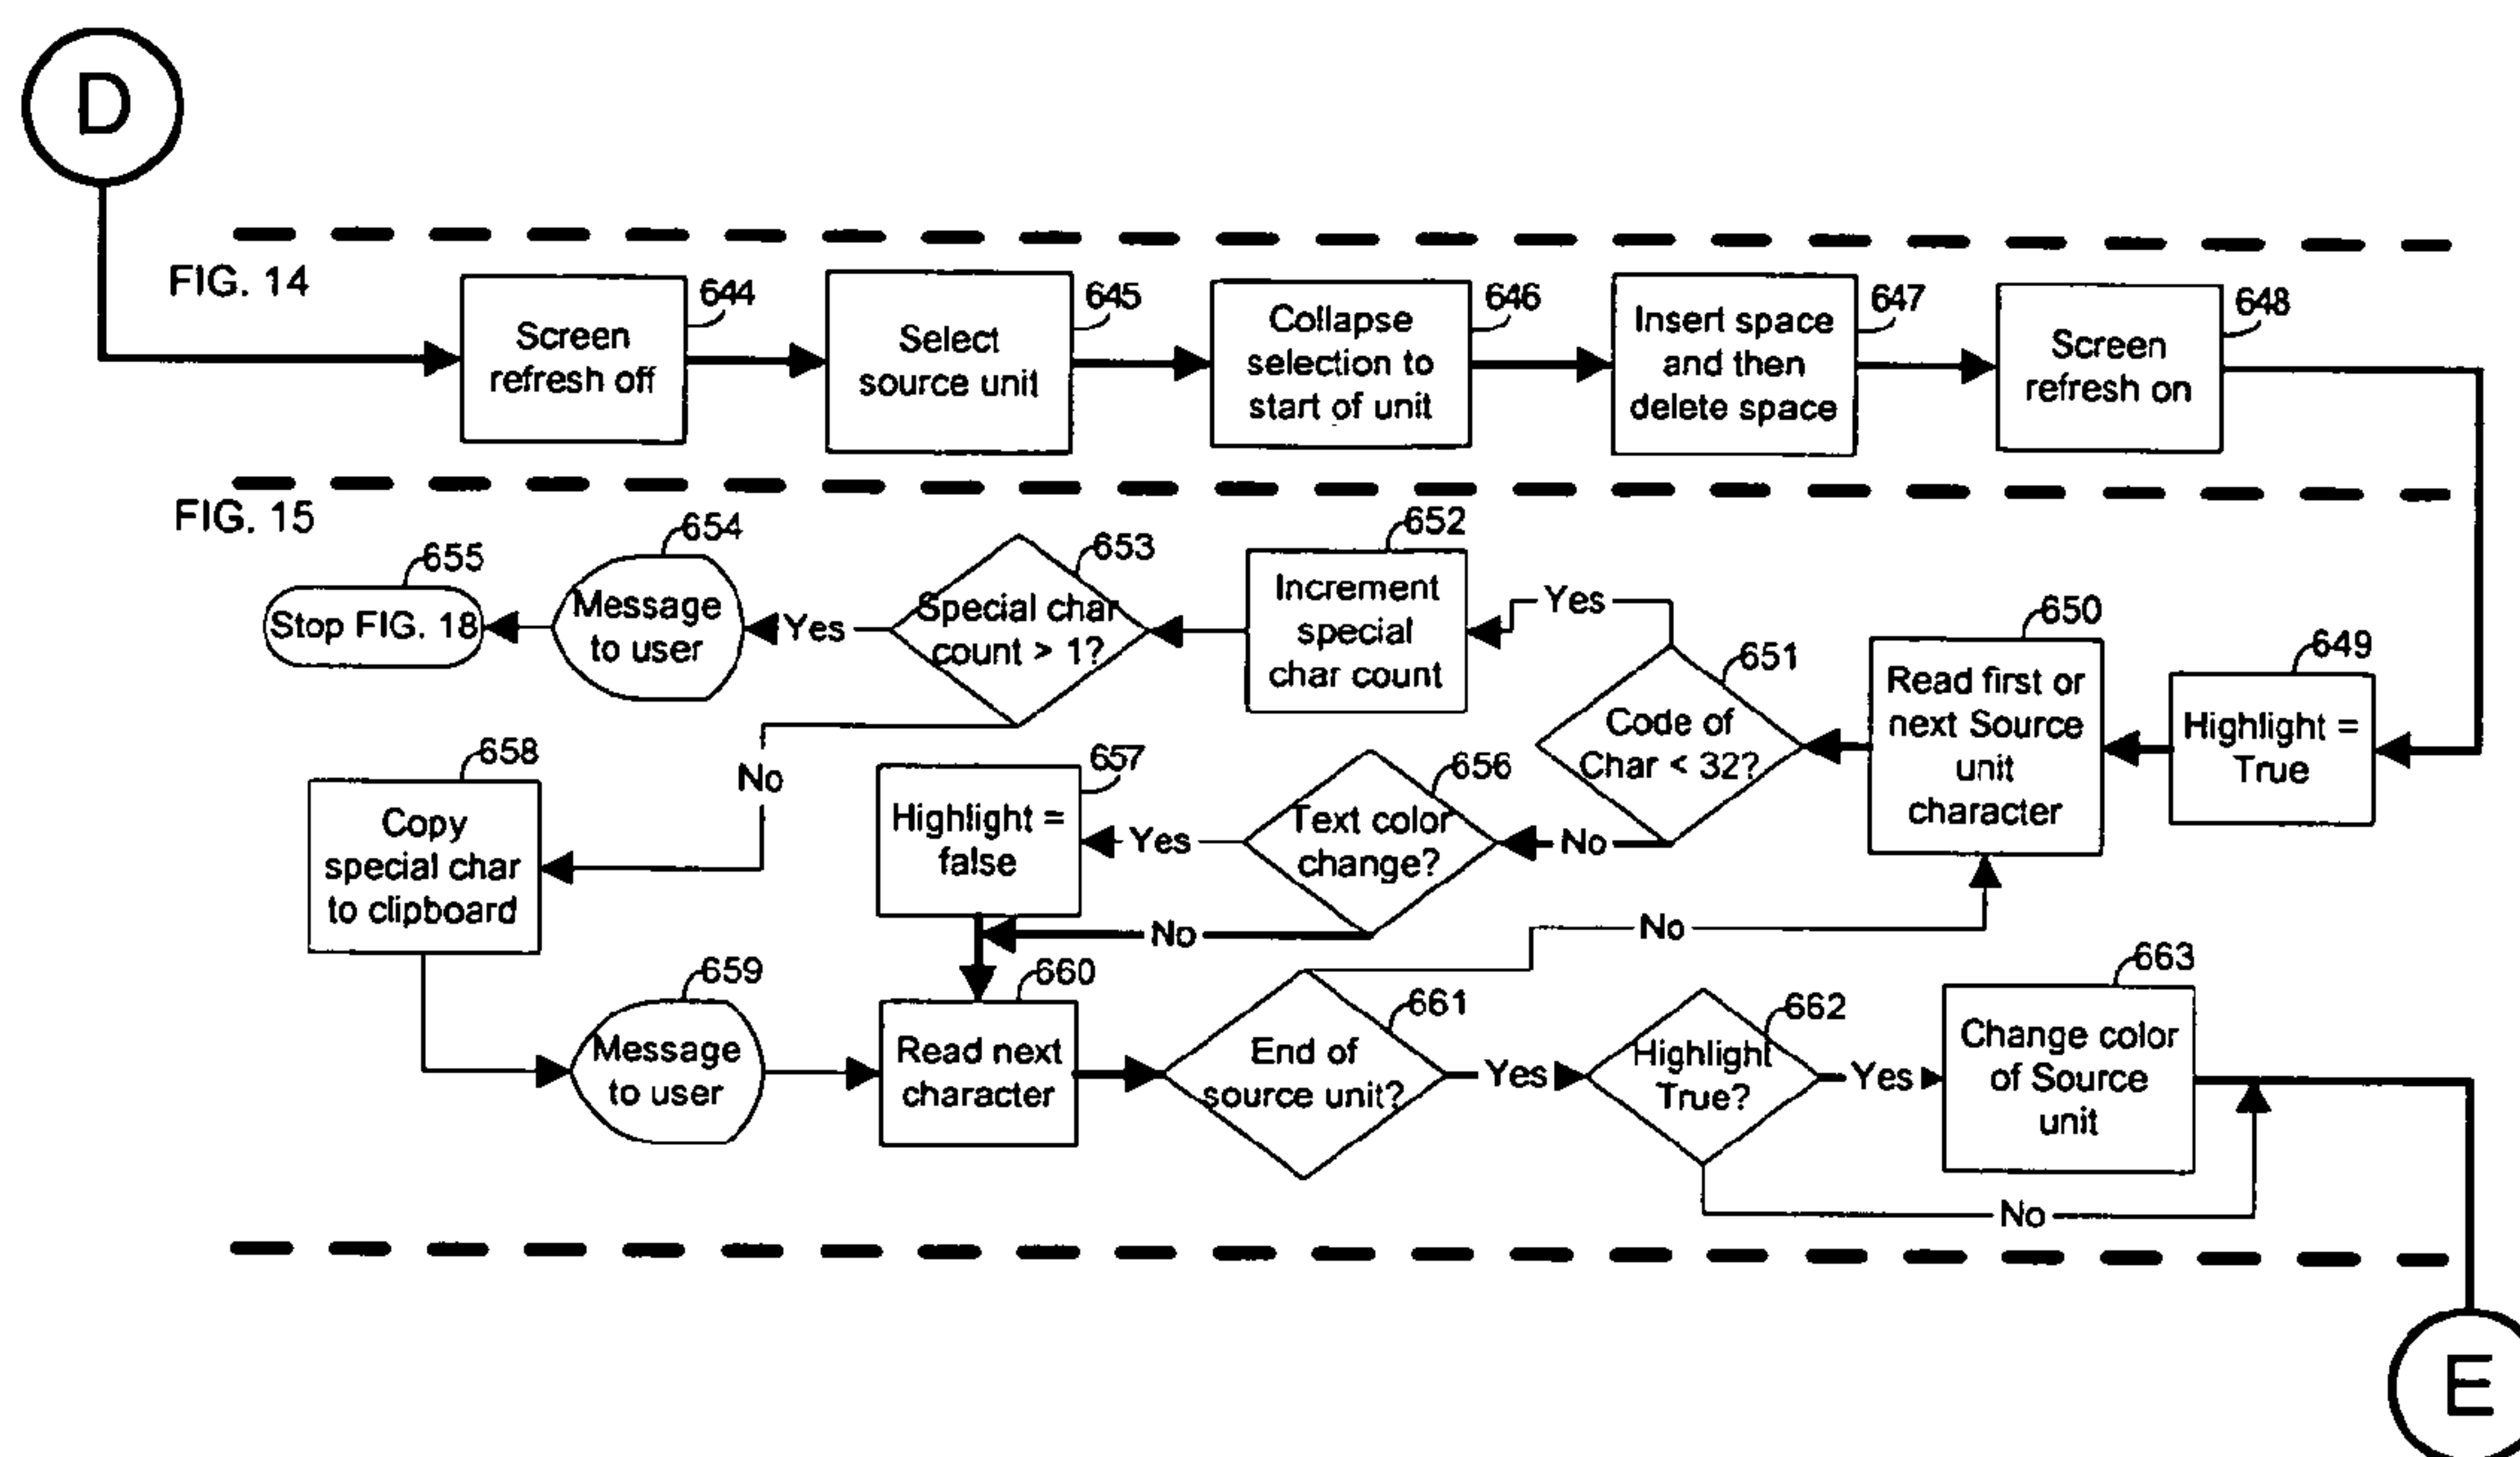 D
FIG. 14
644
Screen
refresh off
645
Select
source unit
646
Collapse
selection to
start of unit
647
Insert space
and then
delete space
648
Screen
refresh on
FIG. 15
655
Stop FIG. 18
654
Message
to user
Yes
653
Special char
count > 1?
652
Increment
special
char count
Yes
651
Code of
Char < 32?
650
Read first or
next Source
unit
character
649
Highlight =
True
658
Copy
special char
to clipboard
No
657
Highlight =
false
Yes
656
Text color
change?
No
No
No
659
Message
to user
660
Read next
character
661
End of
source unit?
Yes
662
Highlight
True?
Yes
663
Change color
of Source
unit
No
E